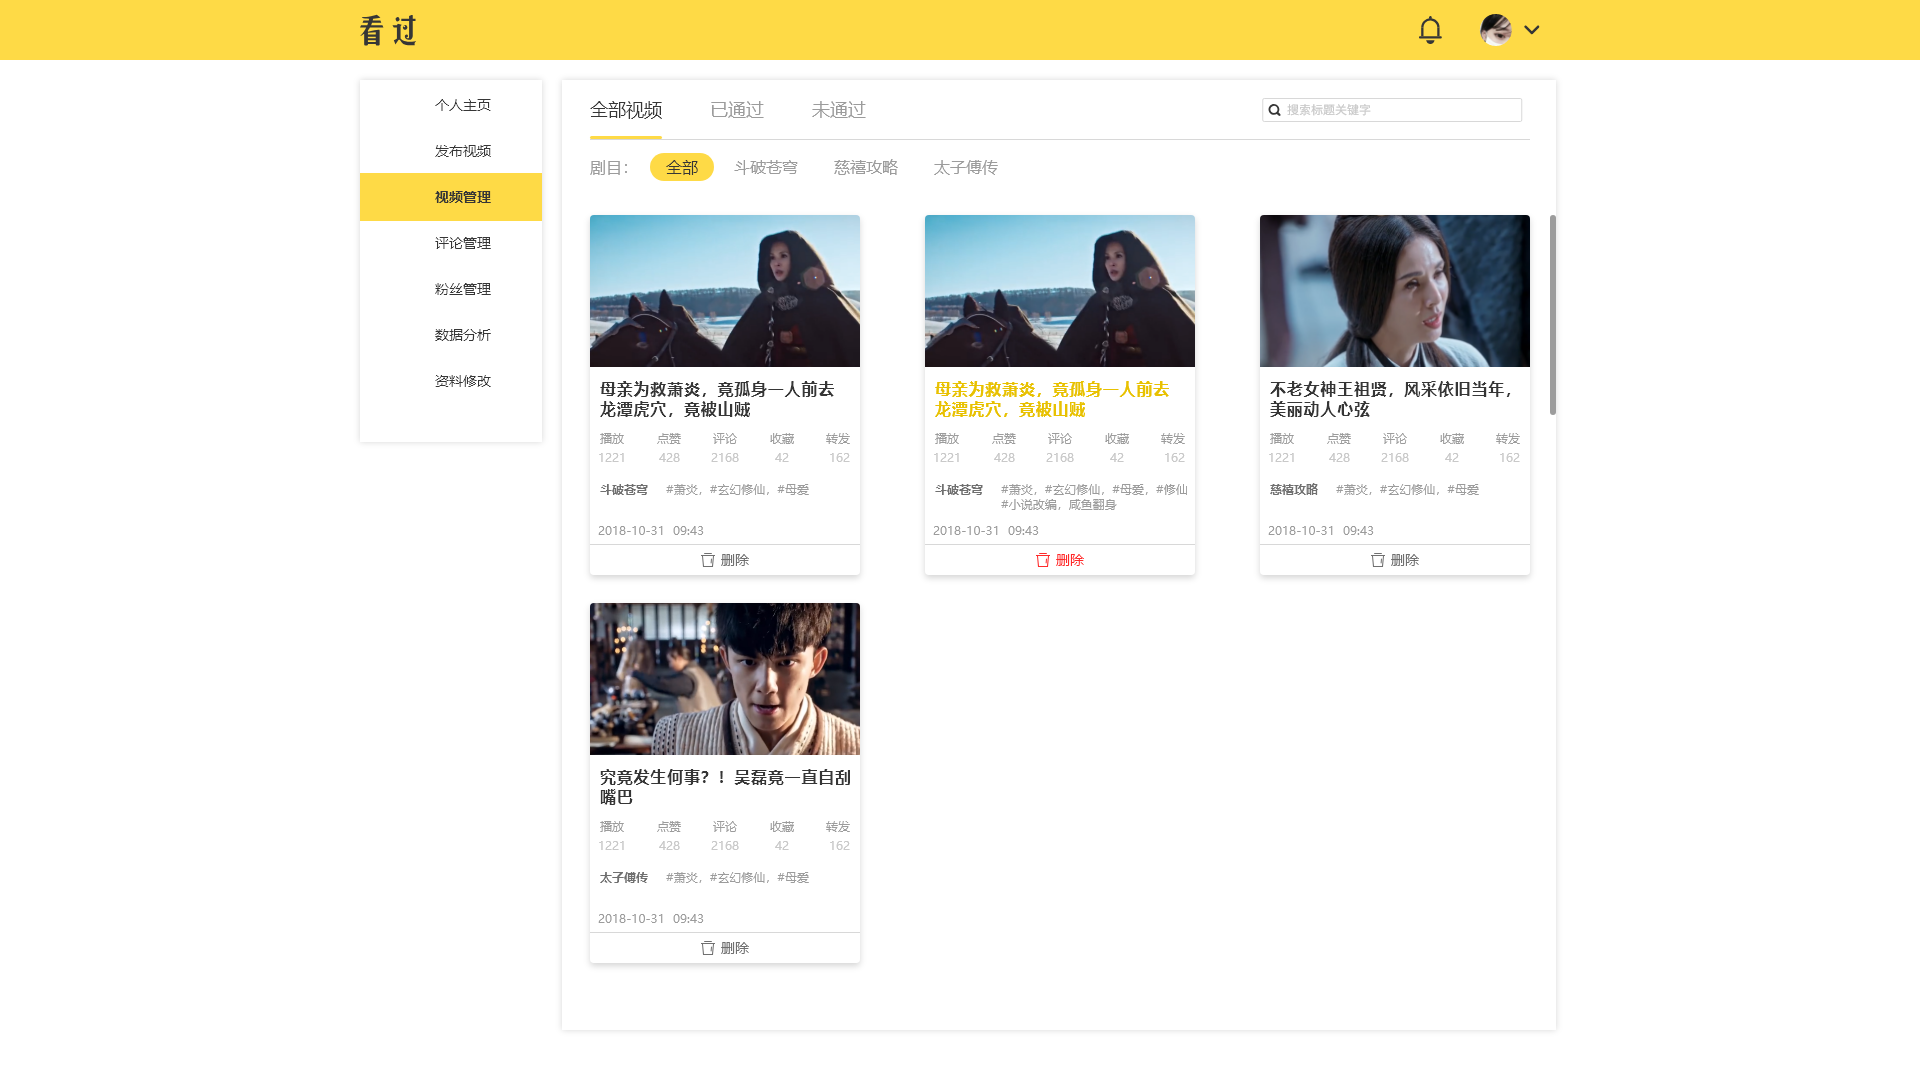 看过
个人主页
发布视频
视频管理
评论管理
粉丝管理
数据分析
资料修改
全部视频 已通过 未通过
搜索标题关键字
剧目： 全部 斗破苍穹 慈禧攻略 太子傅传
母亲为救萧炎，竟孤身一人前去
龙潭虎穴，竟被山贼
播放 点赞 评论 收藏 转发
1221 428 2168 42 162
斗破苍穹 #萧炎，#玄幻修仙，#母爱
2018-10-31 09:43
删除
母亲为救萧炎，竟孤身一人前去
龙潭虎穴，竟被山贼
播放 点赞 评论 收藏 转发
1221 428 2168 42 162
斗破苍穹 #萧炎，#玄幻修仙，#母爱，#修仙
#小说改编，咸鱼翻身
2018-10-31 09:43
删除
不老女神王祖贤，风采依旧当年，
美丽动人心弦
播放 点赞 评论 收藏 转发
1221 428 2168 42 162
慈禧攻略 #萧炎，#玄幻修仙，#母爱
2018-10-31 09:43
删除
究竟发生何事？！吴磊竟一直自刮
嘴巴
播放 点赞 评论 收藏 转发
1221 428 2168 42 162
太子傅传 #萧炎，#玄幻修仙，#母爱
2018-10-31 09:43
删除